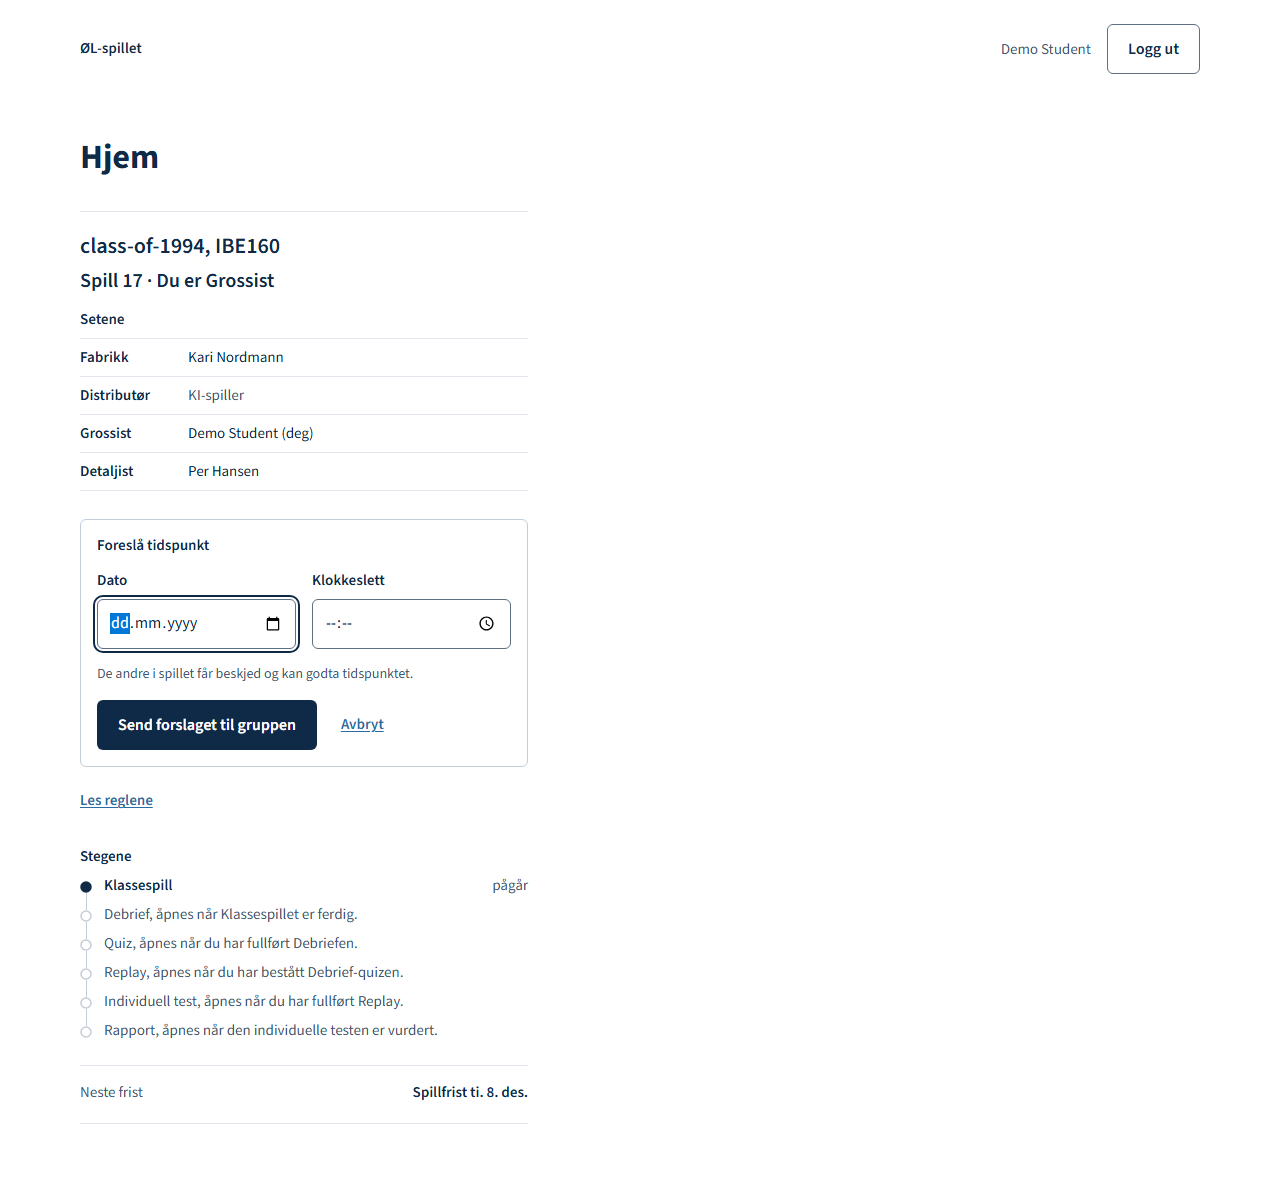 ØL-spillet
Demo Student
Logg ut
Hjem
class-of-1994, IBE160
Spill 17 · Du er Grossist
Setene
Fabrikk Kari Nordmann
Distributør KI-spiller
Grossist Demo Student (deg)
Detaljist Per Hansen
Foreslå tidspunkt
Dato Klokkeslett
dd.mm.yyyy --:--
De andre i spillet får beskjed og kan godta tidspunktet.
Send forslaget til gruppen Avbryt
Les reglene
Stegene
Klassespill pågår
Debrief, åpnes når Klassespillet er ferdig.
Quiz, åpnes når du har fullført Debriefen.
Replay, åpnes når du har bestått Debrief-quizen.
Individuell test, åpnes når du har fullført Replay.
Rapport, åpnes når den individuelle testen er vurdert.
Neste frist Spillfrist ti. 8. des.